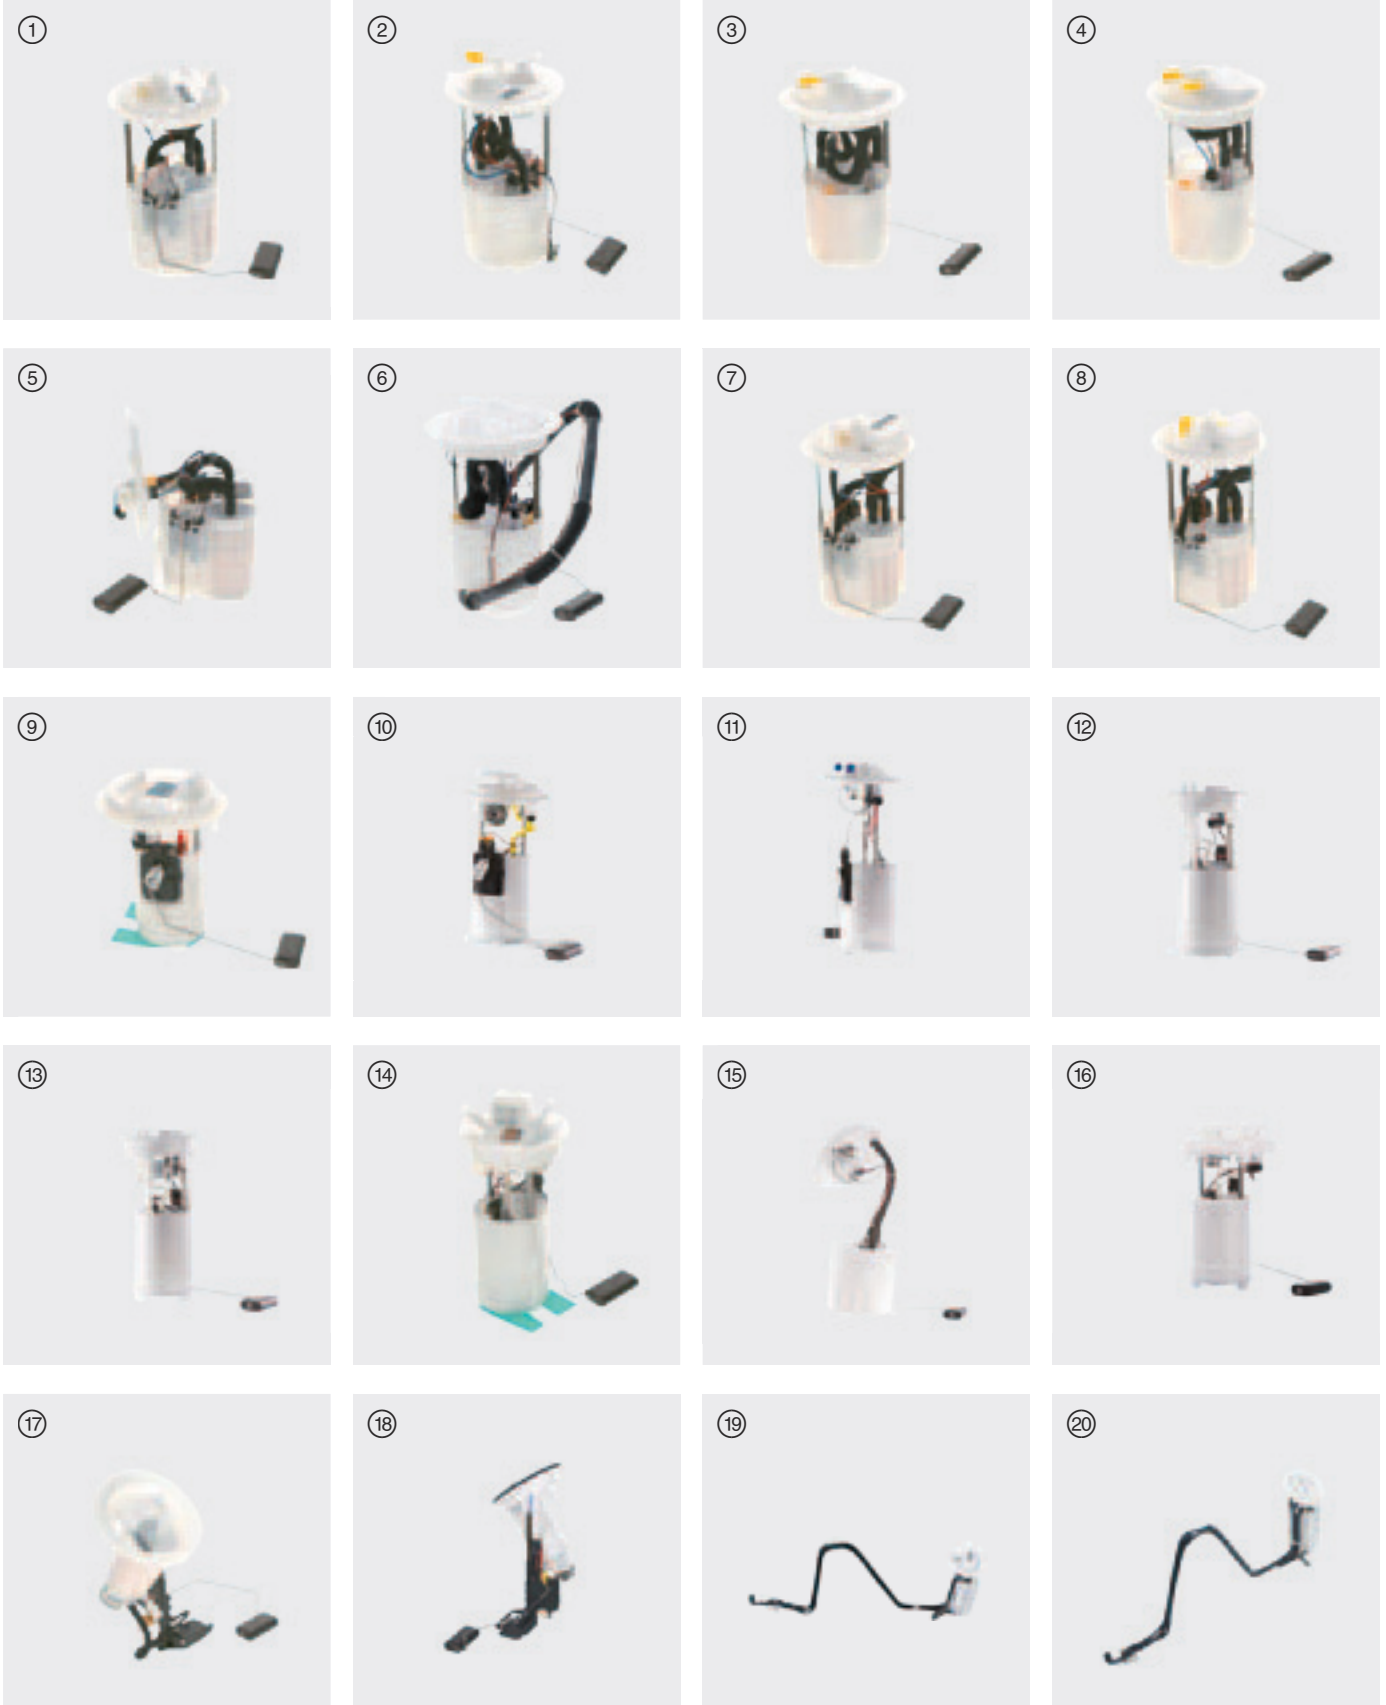 ① ② ③ ④
⑤ ⑥ ⑦ ⑧
⑨ ⑩ ⑪ ⑫
⑬ ⑭ ⑮ ⑯
⑰ ⑱ ⑲ ⑳